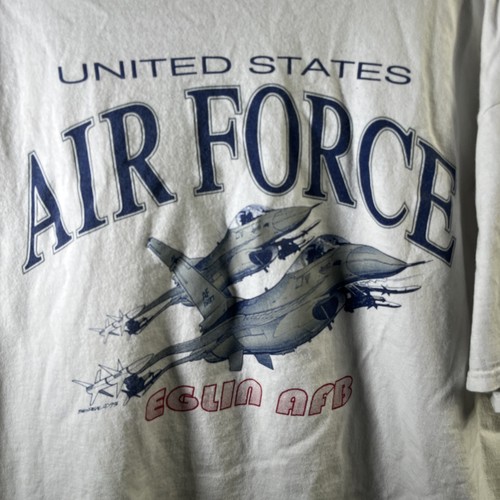 UNITED STATES
AIR FORCE
EGLIN AFB